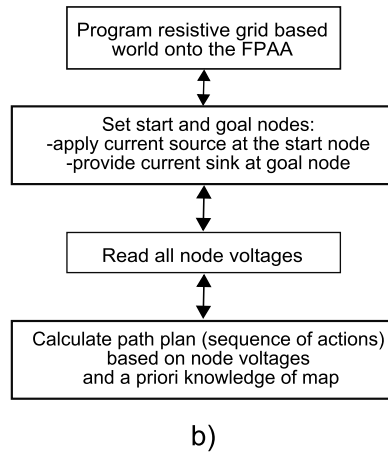 Program resistive grid based
world onto the FPAA
Set start and goal nodes:
-apply current source at the start node
-provide current sink at goal node
Read all node voltages
Calculate path plan (sequence of actions)
based on node voltages
and a priori knowledge of map
b)